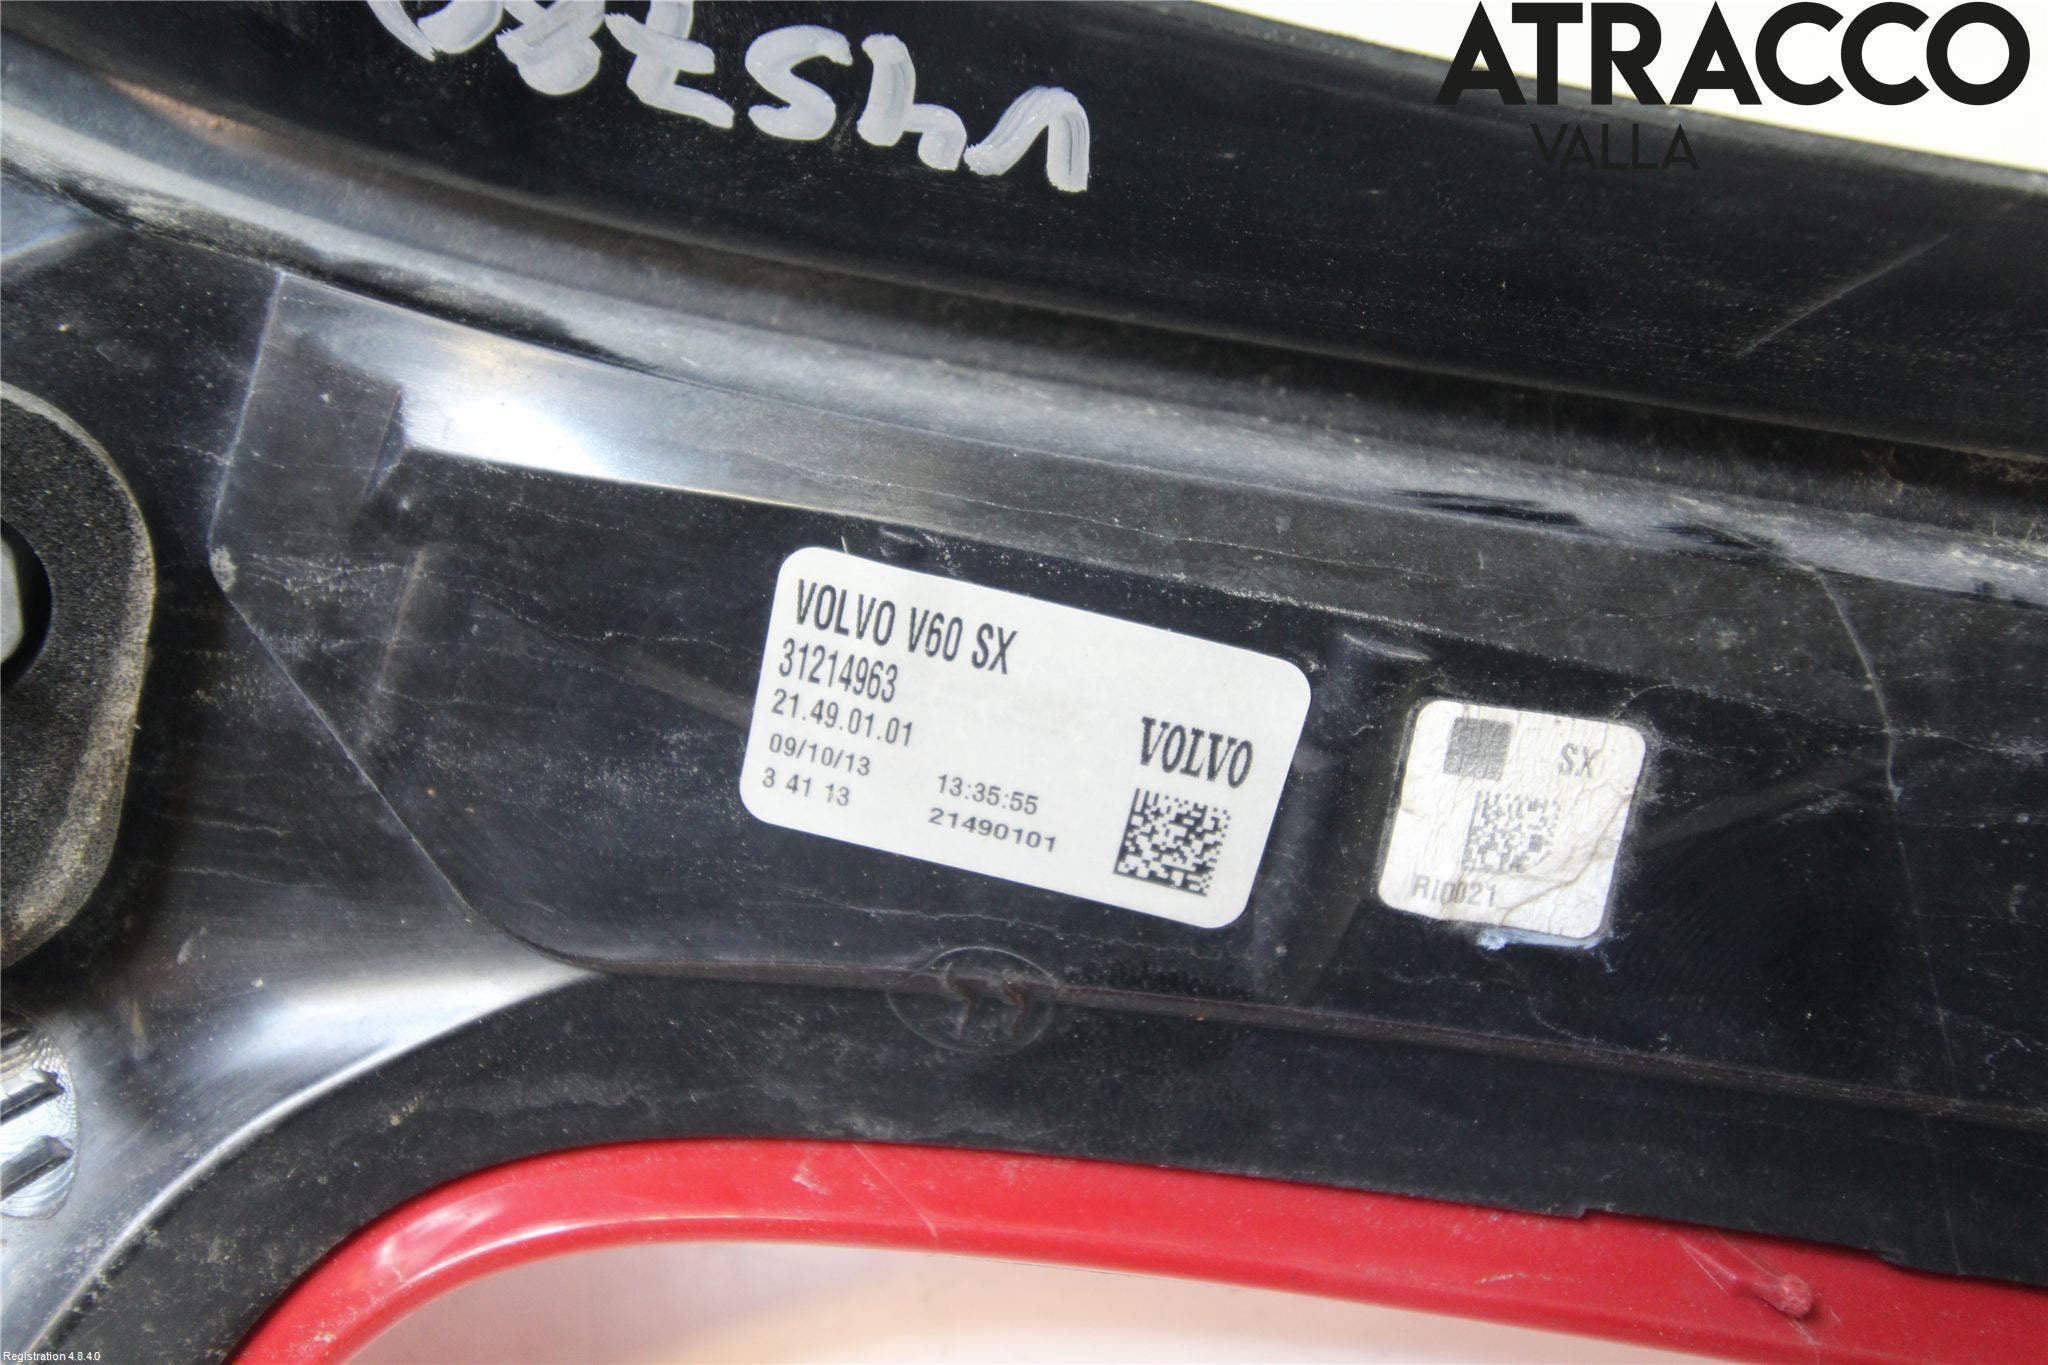 ATRACCO
VALLA
VOLVO V60 SX
31214963
21.49.01.01
09/10/13 13:35:55
3 41 13 21490101
VOLVO
SX
Registration 4.8.4.0